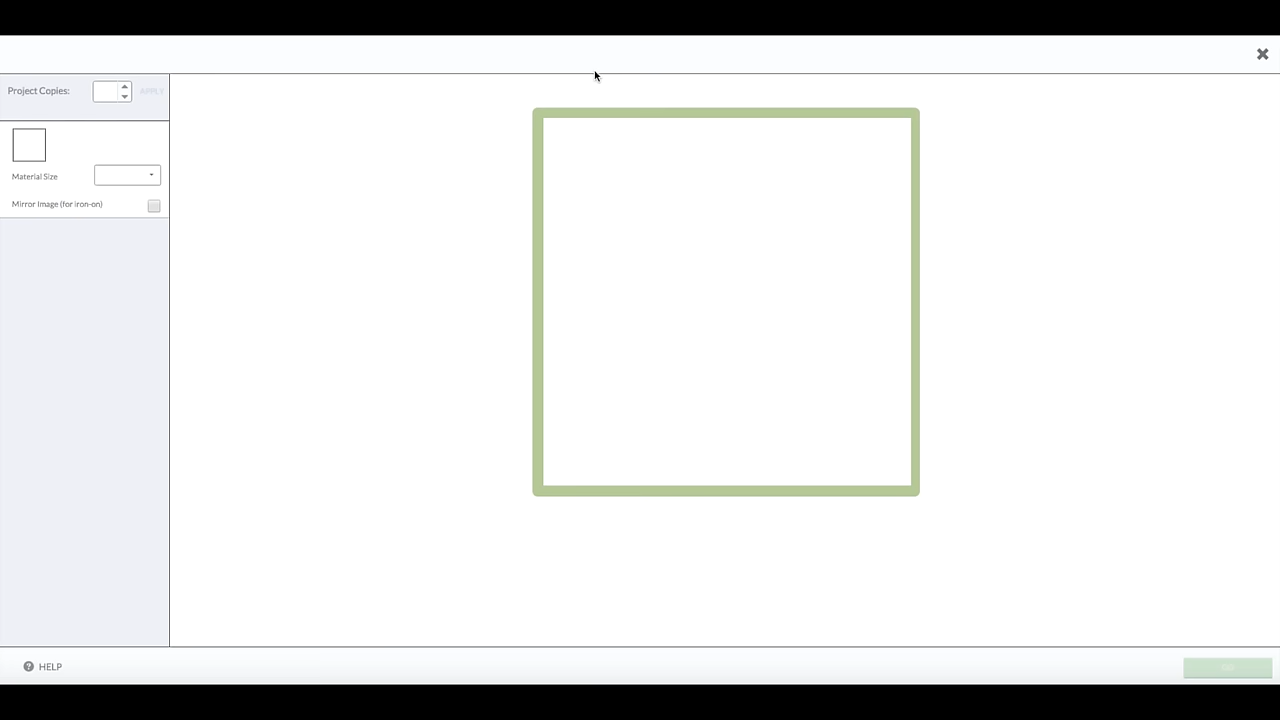 Project Copies:
APPLY
Material Size
Mirror Image (for iron-on)
HELP